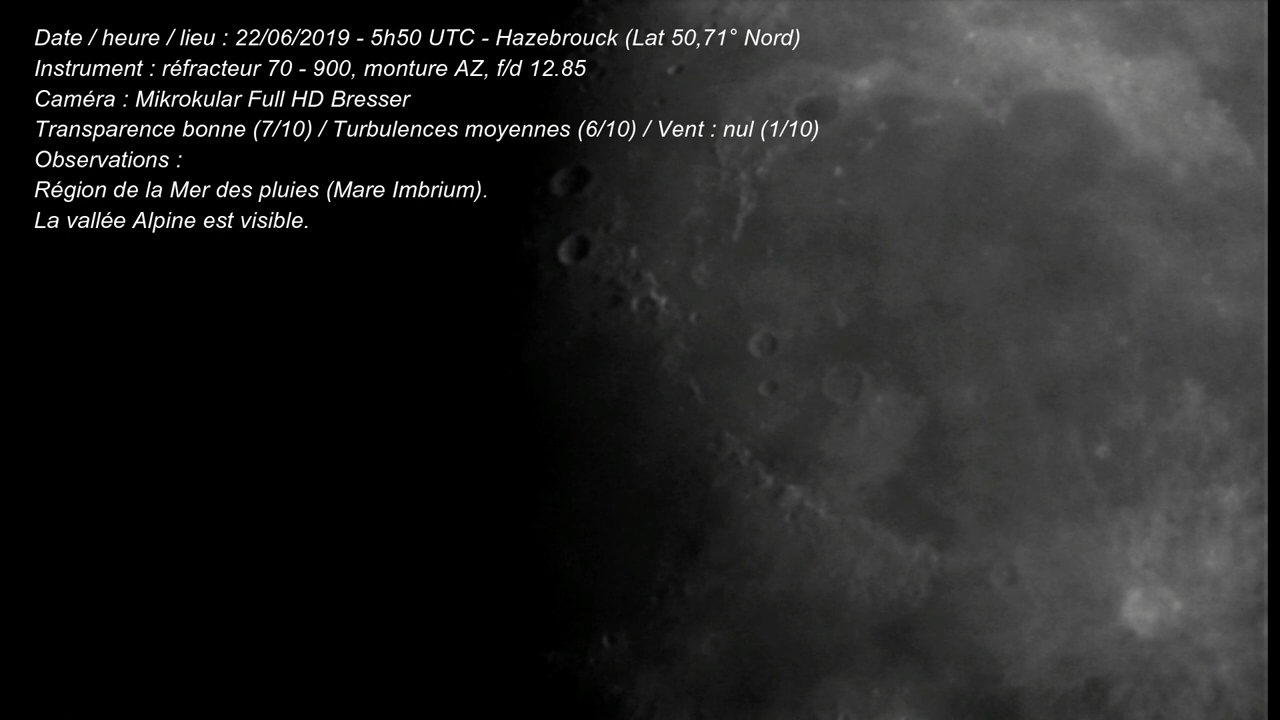 Date / heure / lieu : 22/06/2019 - 5h50 UTC - Hazebrouck (Lat 50,71° Nord)
Instrument : réfracteur 70 - 900, monture AZ, f/d 12.85
Caméra : Mikrokular Full HD Bresser
Transparence bonne (7/10) / Turbulences moyennes (6/10) / Vent : nul (1/10)
Observations :
Région de la Mer des pluies (Mare Imbrium).
La vallée Alpine est visible.